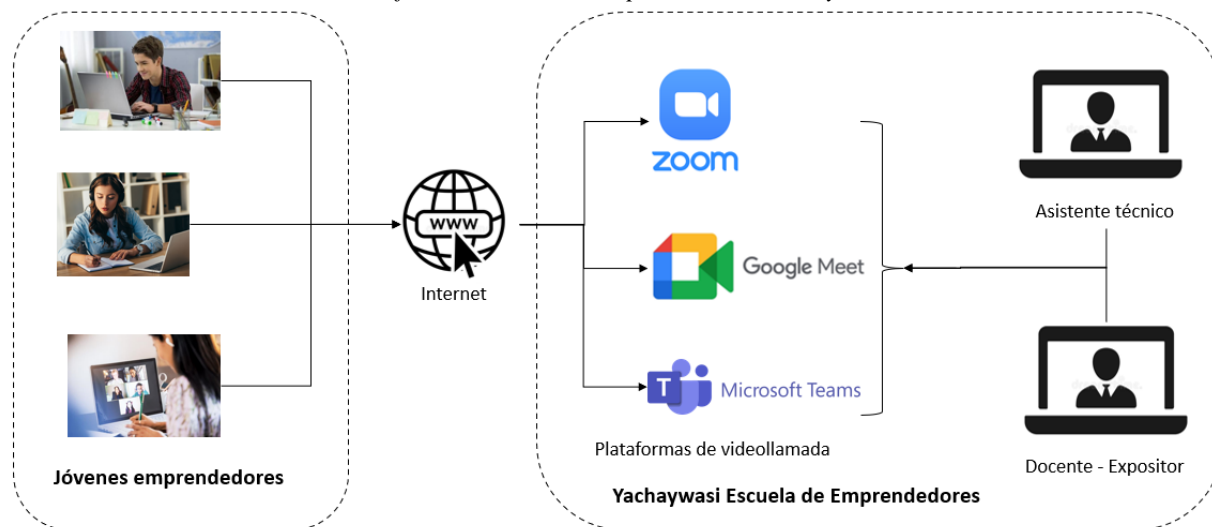 zoom
Asistente técnico
www
Google Meet
Internet
T
Microsoft Teams
Plataformas de videollamada
Docente - Expositor
Jóvenes emprendedores
Yachaywasi Escuela de Emprendedores